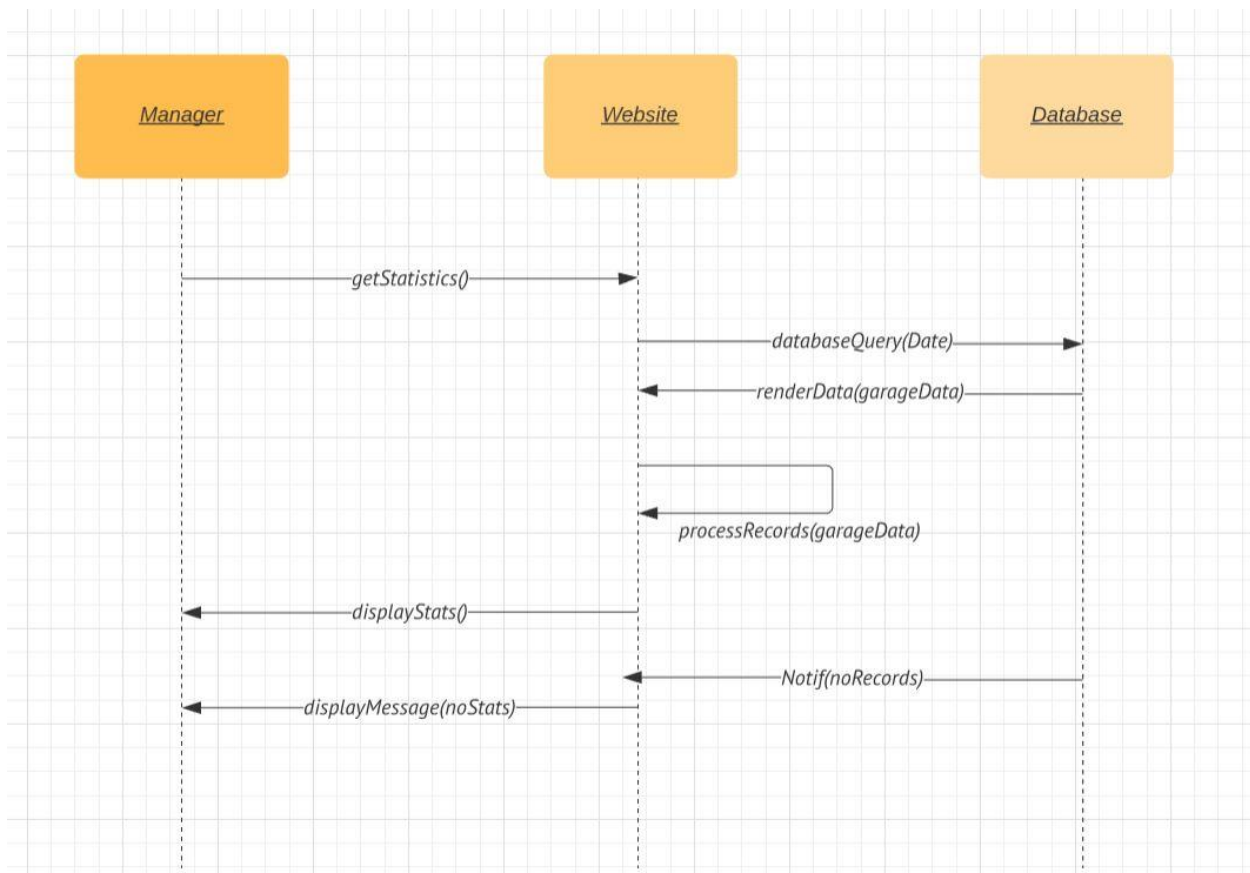 Manager
Website
Database
getStatistics()
databaseQuery(Date)
renderData(garageData)
processRecords(garageData)
displayStats()
Notif(noRecords)
displayMessage(noStats)